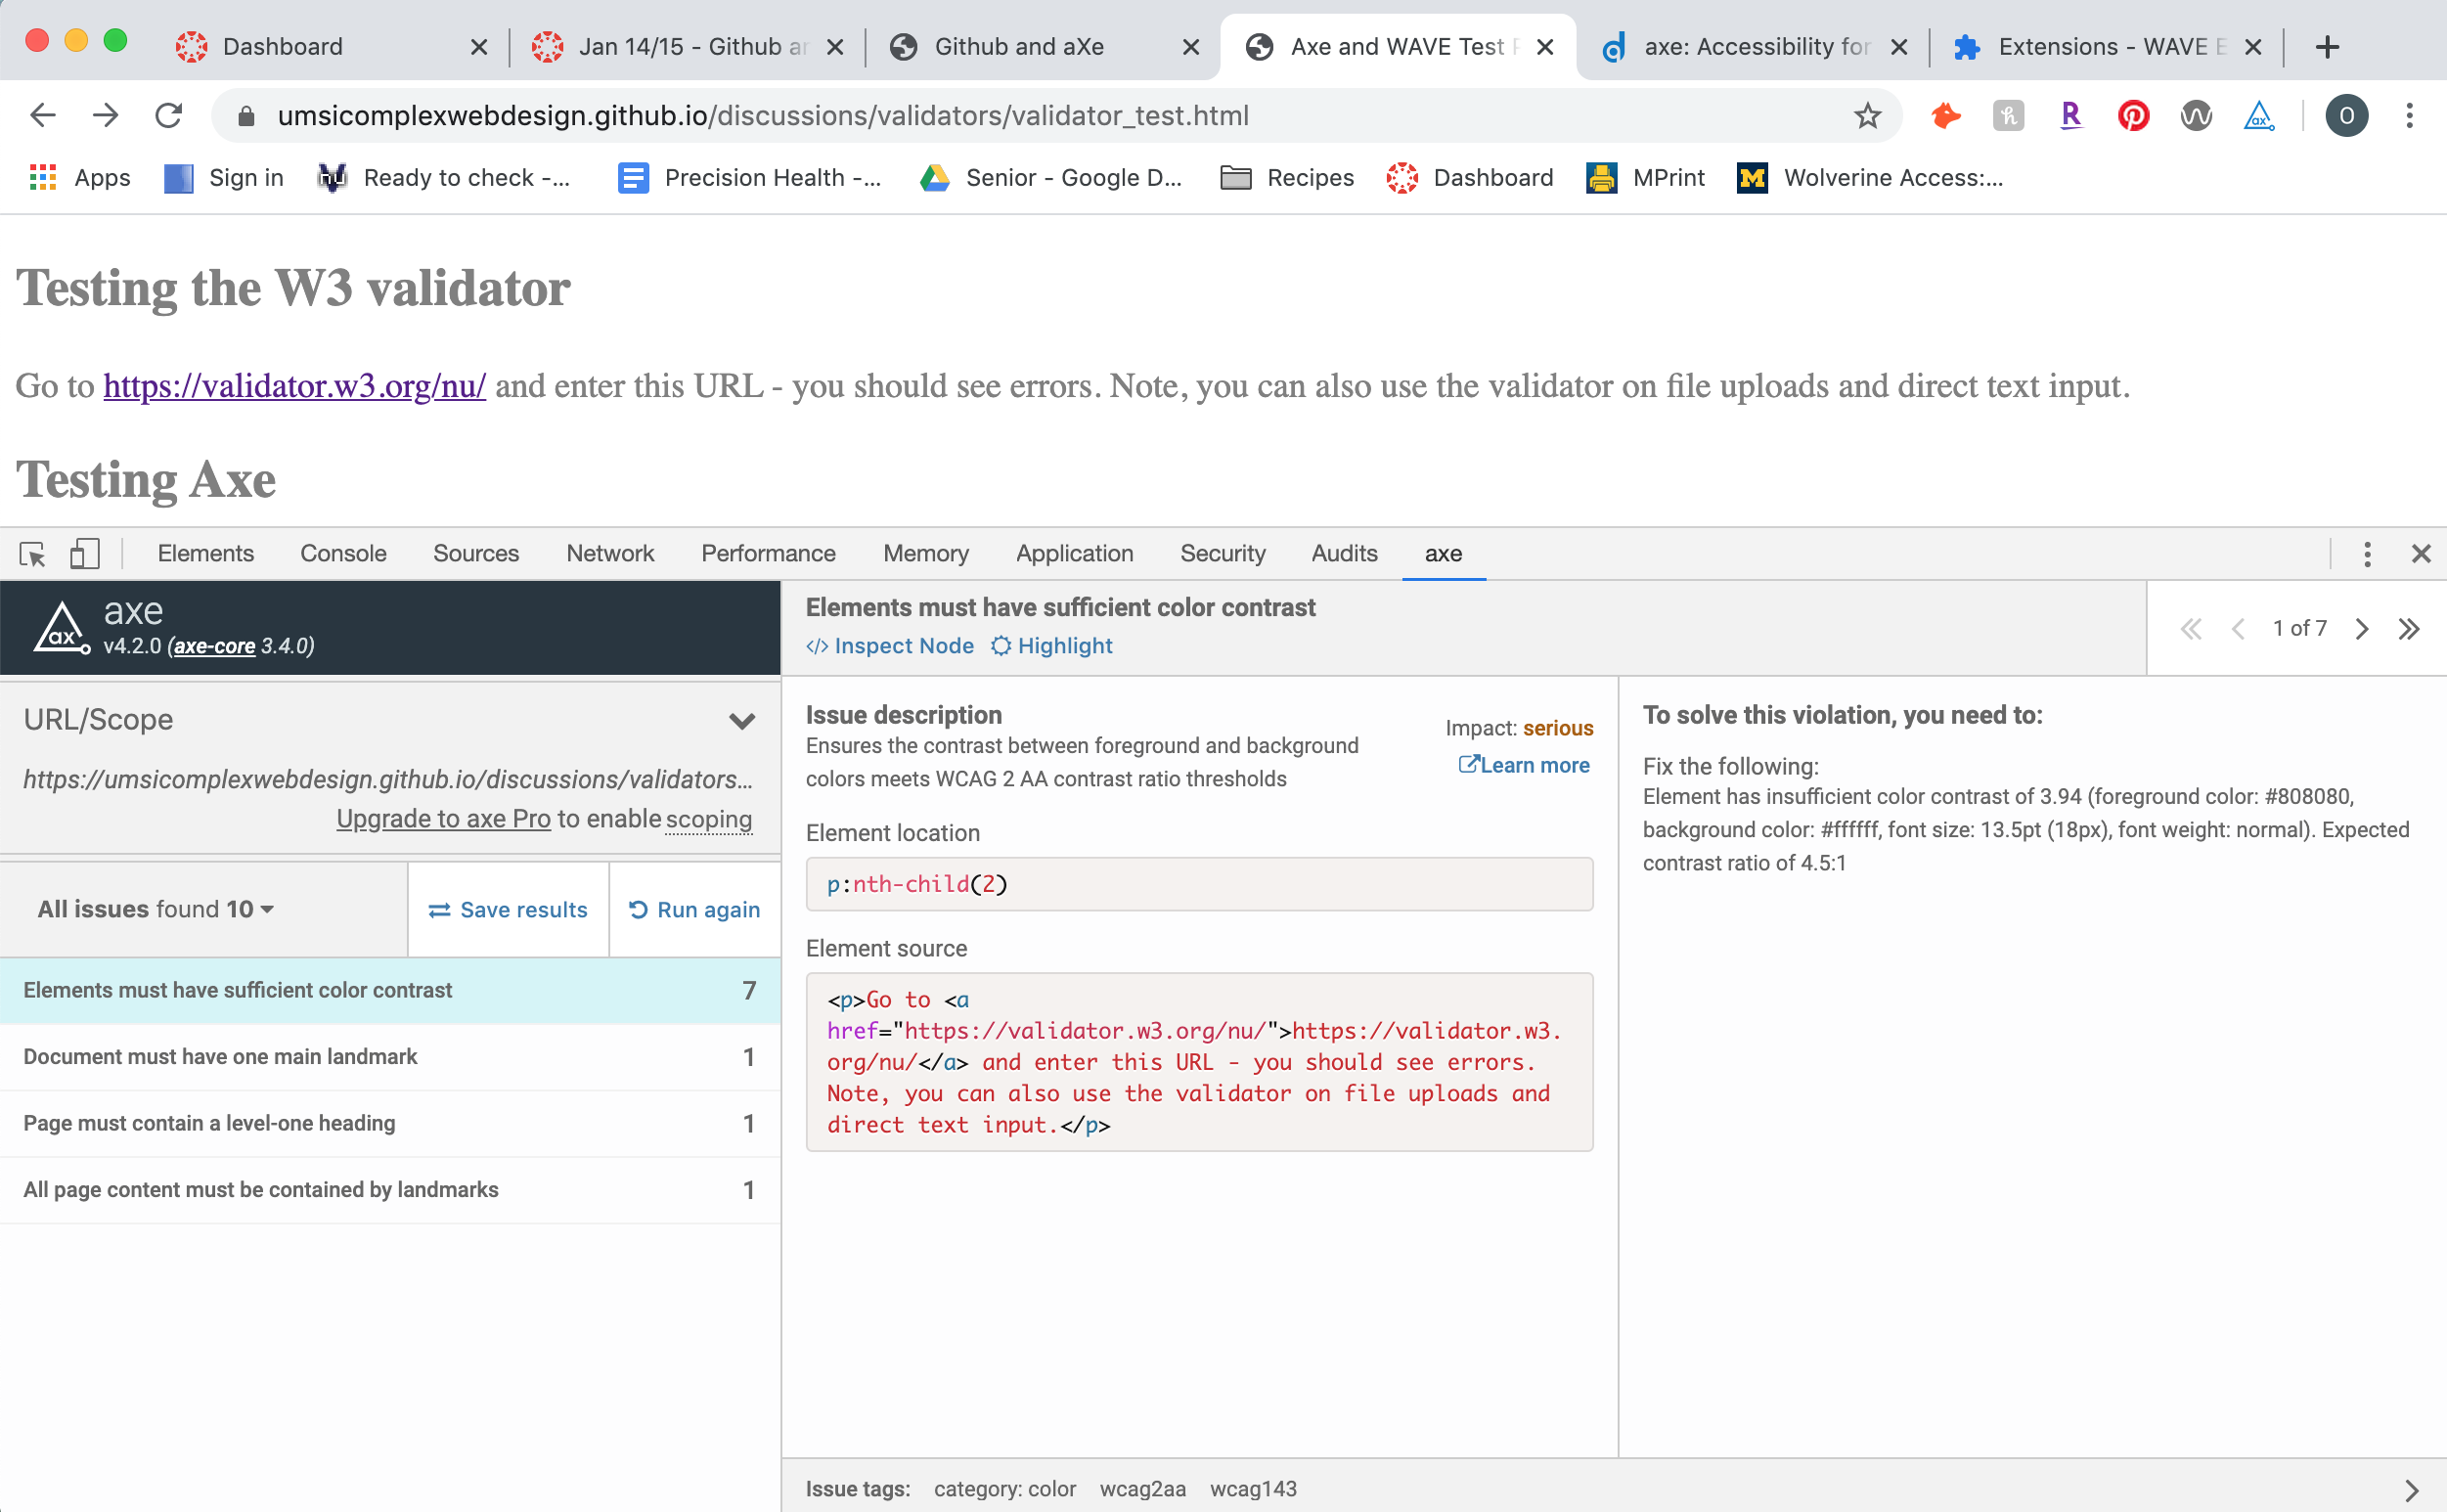 Dashboard
Jan 14/15 - Github ar
Github and aXe
Axe and WAVE Test
axe: Accessibility for
Extensions - WAVE E
umsicomplexwebdesign.github.io/discussions/validators/validator_test.html
O
Apps
Sign in
Ready to check -...
Precision Health -...
Senior - Google D...
Recipes
Dashboard
MPrint
Wolverine Access:...
Testing the W3 validator
Go to https://validator.w3.org/nu/ and enter this URL - you should see errors. Note, you can also use the validator on file uploads and direct text input.
Testing Axe
Elements Console Sources Network Performance Memory Application Security Audits axe
axe
v4.2.0 (axe-core 3.4.0)
URL/Scope
https://umsicomplexwebdesign.github.io/discussions/validators...
Upgrade to axe Pro to enable scoping
All issues found 10
Save results
Run again
Elements must have sufficient color contrast 7
Document must have one main landmark 1
Page must contain a level-one heading 1
All page content must be contained by landmarks 1
Elements must have sufficient color contrast
</> Inspect Node Highlight
1 of 7
Issue description
Ensures the contrast between foreground and background
colors meets WCAG 2 AA contrast ratio thresholds
Impact: serious
Learn more
Element location
p:nth-child(2)
Element source
<p>Go to <a
href="https://validator.w3.org/nu/">https://validator.w3.
org/nu/</a> and enter this URL - you should see errors.
Note, you can also use the validator on file uploads and
direct text input.</p>
To solve this violation, you need to:
Fix the following:
Element has insufficient color contrast of 3.94 (foreground color: #808080,
background color: #ffffff, font size: 13.5pt (18px), font weight: normal). Expected
contrast ratio of 4.5:1
Issue tags: category: color wcag2aa wcag143